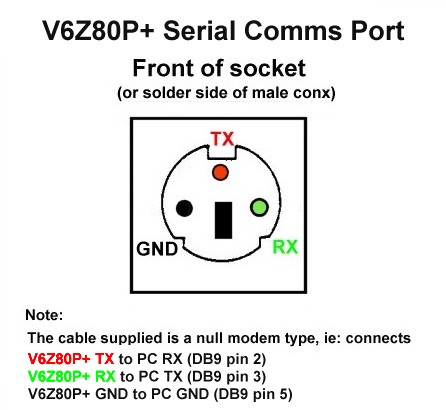 V6Z80P+ Serial Comms Port
Front of socket
(or solder side of male conx)
TX
GND
RX
Note:
The cable supplied is a null modem type, ie: connects
V6Z80P+ TX to PC RX (DB9 pin 2)
V6Z80P+ RX to PC TX (DB9 pin 3)
V6Z80P+ GND to PC GND (DB9 pin 5)